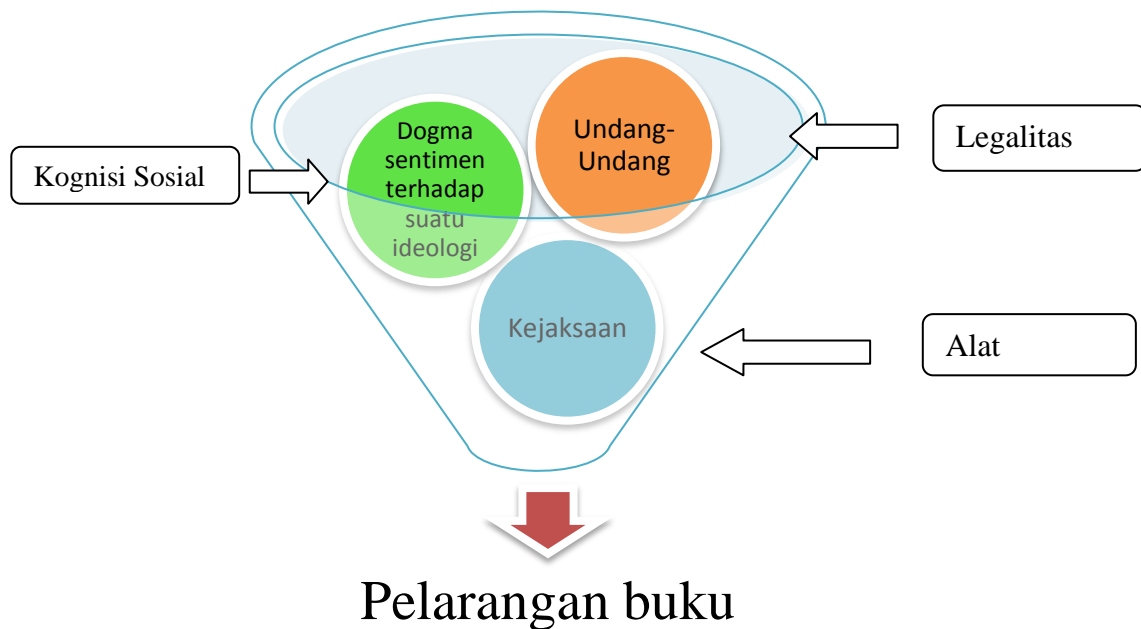 Dogma
sentimen
terhadap
suatu
ideologi
Undang-
Undang
Legalitas
Kognisi Sosial
Kejaksaan
Alat
Pelarangan buku